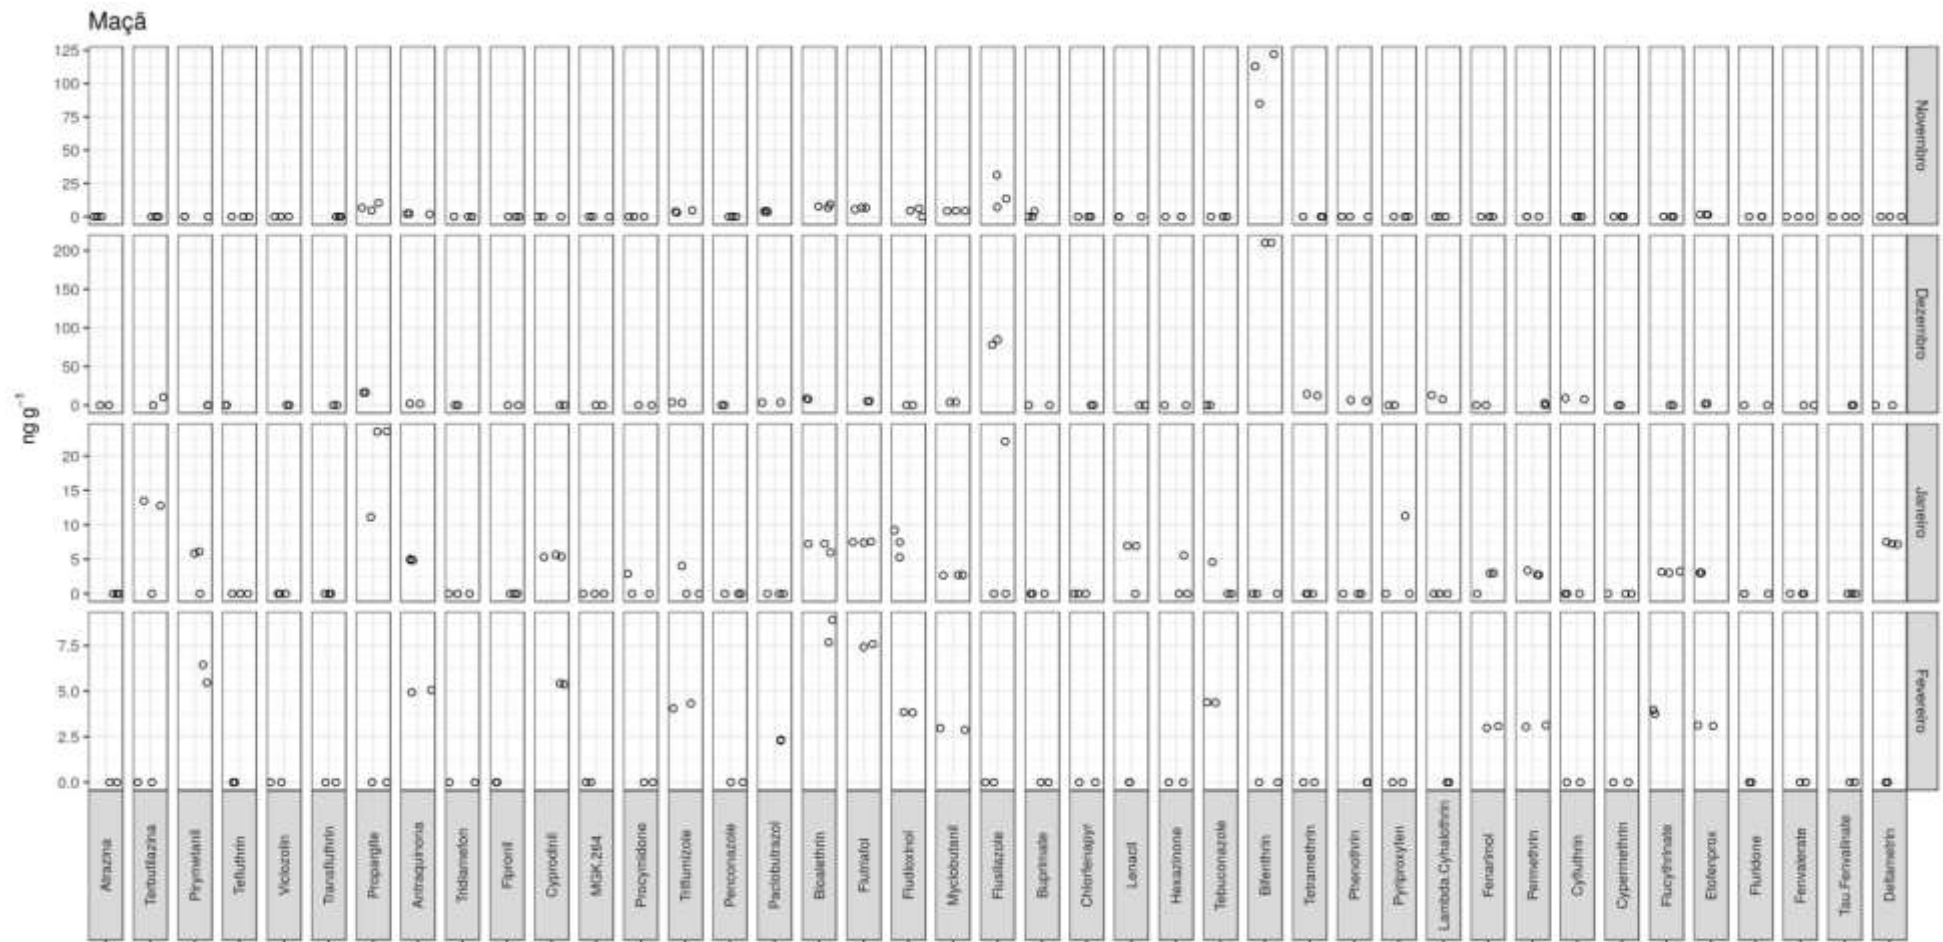 Maçã
125
100
75
50
25
0
Novembro
200
150
100
50
0
Dezembro
ng g⁻¹
20
15
10
5
0
Janeiro
7.5
5.0
2.5
0.0
Fevereiro
Atrazina
Terbutilazina
Pirymetanil
Tefluthrin
Viclozolin
Transfluthrin
Propargite
Antraquinona
Tridiamefon
Fipronil
Cyprodinil
MGK.264
Procymidone
Triflumizole
Penconazole
Paclobutrazol
Bioalethrin
Flutriafol
Fludioxinol
Myclobutanil
Flusilazole
Bupirimate
Chlorfenapyr
Lenacil
Hexazinone
Tebuconazole
Bifenthrin
Tetramethrin
Phenothrin
Pyriproxyfen
Lambda.Cyhalothrin
Fenarimol
Permethrin
Cyfluthrin
Cypermethrin
Flucythrinate
Etofenprox
Fluridone
Fenvalerate
Tau.Fenvalinate
Deltametrin